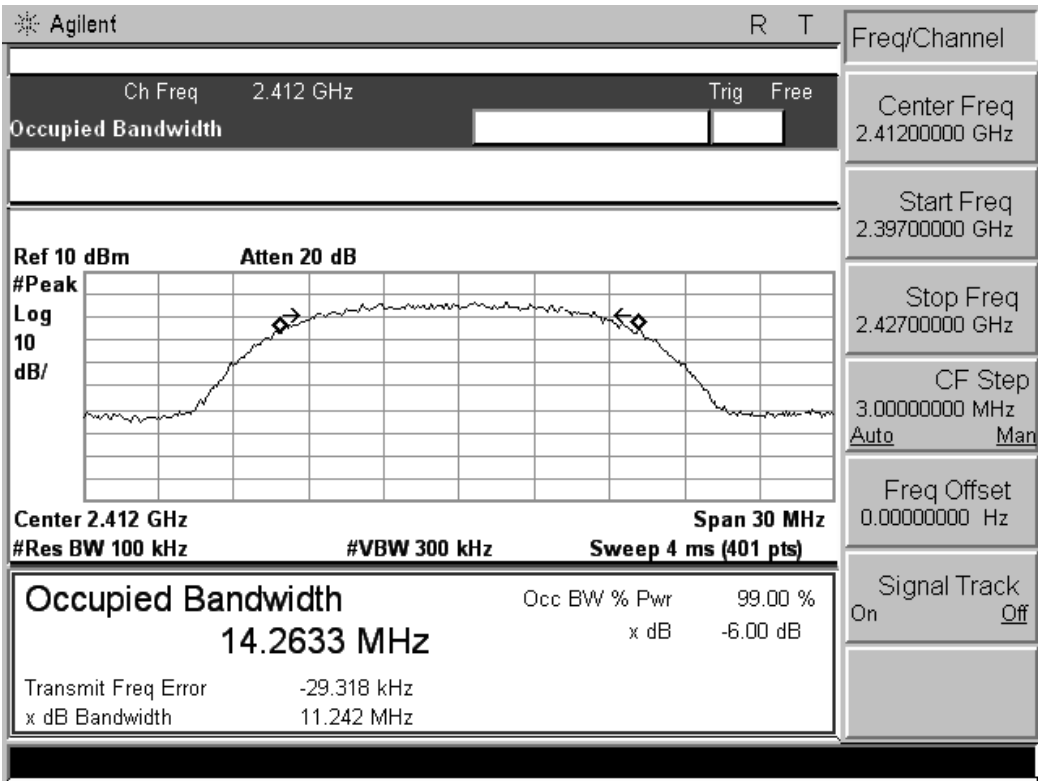 Agilent R T
Ch Freq 2.412 GHz Trig Free
Occupied Bandwidth
Ref 10 dBm Atten 20 dB
#Peak
Log
10
dB/
Center 2.412 GHz Span 30 MHz
#Res BW 100 kHz #VBW 300 kHz Sweep 4 ms (401 pts)
Occupied Bandwidth
14.2633 MHz
Occ BW % Pwr 99.00 %
x dB -6.00 dB
Transmit Freq Error -29.318 kHz
x dB Bandwidth 11.242 MHz
Freq/Channel
Center Freq
2.41200000 GHz
Start Freq
2.39700000 GHz
Stop Freq
2.42700000 GHz
CF Step
3.00000000 MHz
Auto Man
Freq Offset
0.00000000 Hz
Signal Track
On Off